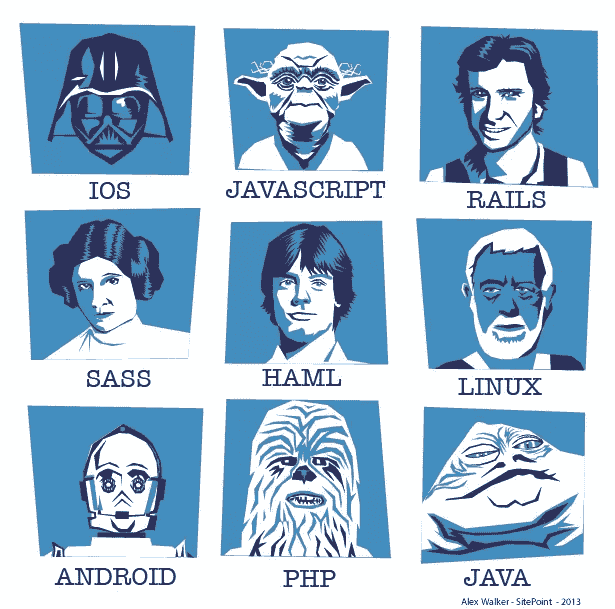 IOS
JAVASCRIPT
RAILS
SASS
HAML
LINUX
ANDROID
PHP
JAVA
Alex Walker - SitePoint - 2013